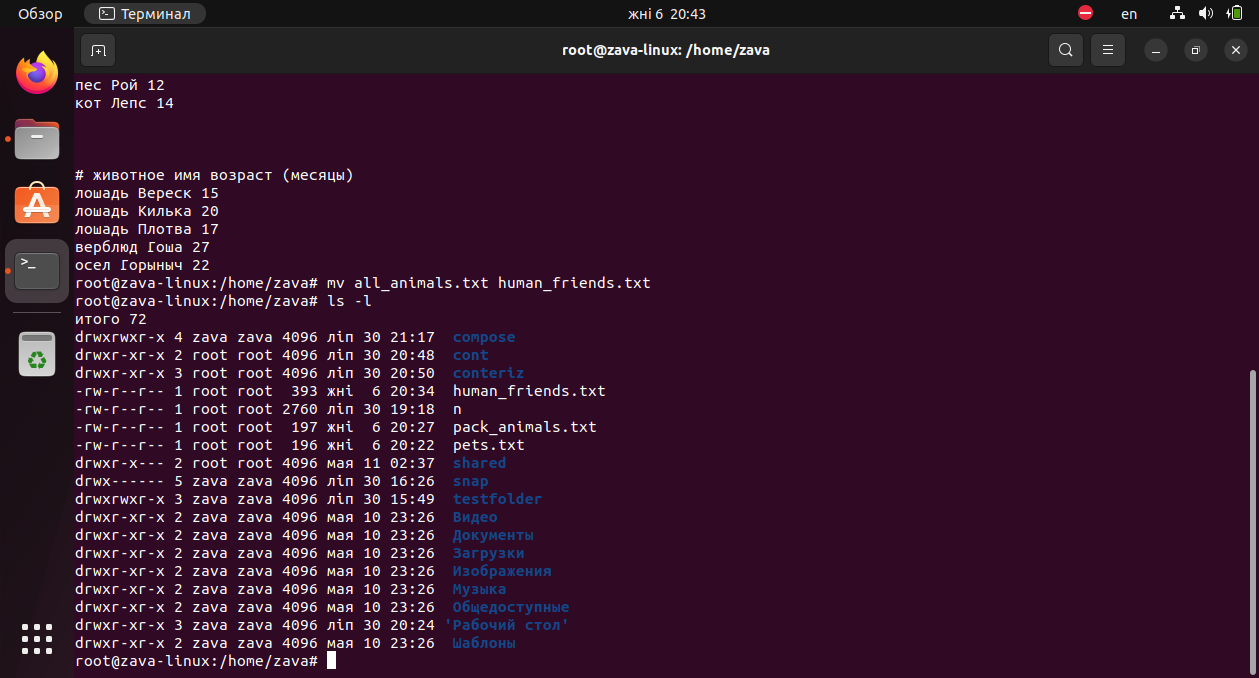 Обзор
Терминал
жні 6 20:43
en
root@zava-linux: /home/zava
пес Рой 12
кот Лепс 14
# животное имя возраст (месяцы)
лошадь Вереск 15
лошадь Килька 20
лошадь Плотва 17
верблюд Гоша 27
осел Горыныч 22
root@zava-linux:/home/zava# mv all_animals.txt human_friends.txt
root@zava-linux:/home/zava# ls -l
итого 72
drwxrwxr-x 4 zava zava 4096 ліп 30 21:17  compose
drwxr-xr-x 2 root root 4096 ліп 30 20:48  cont
drwxr-xr-x 3 root root 4096 ліп 30 20:50  conteriz
-rw-r--r-- 1 root root  393 жні  6 20:34  human_friends.txt
-rw-r--r-- 1 root root 2760 ліп 30 19:18  n
-rw-r--r-- 1 root root  197 жні  6 20:27  pack_animals.txt
-rw-r--r-- 1 root root  196 жні  6 20:22  pets.txt
drwxr-x--- 2 root root 4096 мая 11 02:37  shared
drwx------ 5 zava zava 4096 ліп 30 16:26  snap
drwxrwxr-x 3 zava zava 4096 ліп 30 15:49  testfolder
drwxr-xr-x 2 zava zava 4096 мая 10 23:26  Видео
drwxr-xr-x 2 zava zava 4096 мая 10 23:26  Документы
drwxr-xr-x 2 zava zava 4096 мая 10 23:26  Загрузки
drwxr-xr-x 2 zava zava 4096 мая 10 23:26  Изображения
drwxr-xr-x 2 zava zava 4096 мая 10 23:26  Музыка
drwxr-xr-x 2 zava zava 4096 мая 10 23:26  Общедоступные
drwxr-xr-x 3 zava zava 4096 ліп 30 20:24 'Рабочий стол'
drwxr-xr-x 2 zava zava 4096 мая 10 23:26  Шаблоны
root@zava-linux:/home/zava#